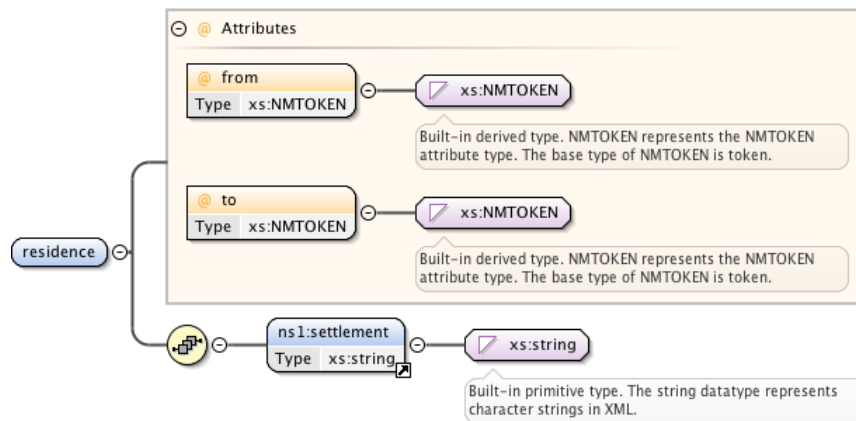 @ Attributes
@ from
Type xs:NMTOKEN
xs:NMTOKEN
Built-in derived type. NMTOKEN represents the NMTOKEN
attribute type. The base type of NMTOKEN is token.
@ to
Type xs:NMTOKEN
xs:NMTOKEN
Built-in derived type. NMTOKEN represents the NMTOKEN
attribute type. The base type of NMTOKEN is token.
residence
ns1:settlement
Type xs:string
xs:string
Built-in primitive type. The string datatype represents
character strings in XML.